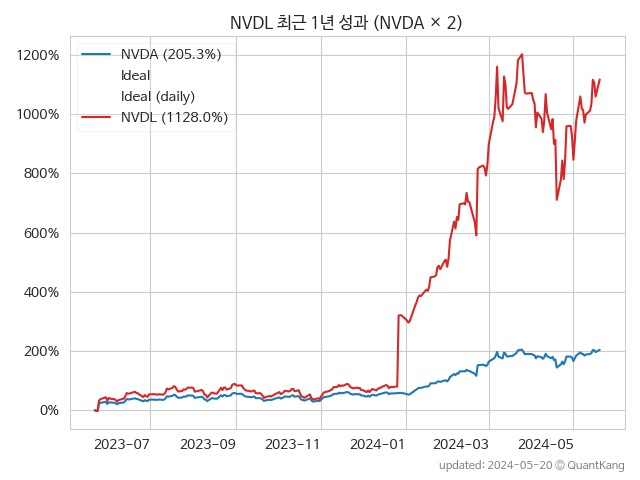 NVDL 최근 1년 성과 (NVDA × 2)
1200%
1000%
800%
600%
400%
200%
0%
NVDA (205.3%)
Ideal
Ideal (daily)
NVDL (1128.0%)
2023-07
2023-09
2023-11
2024-01
2024-03
2024-05
updated: 2024-05-20 © QuantKang